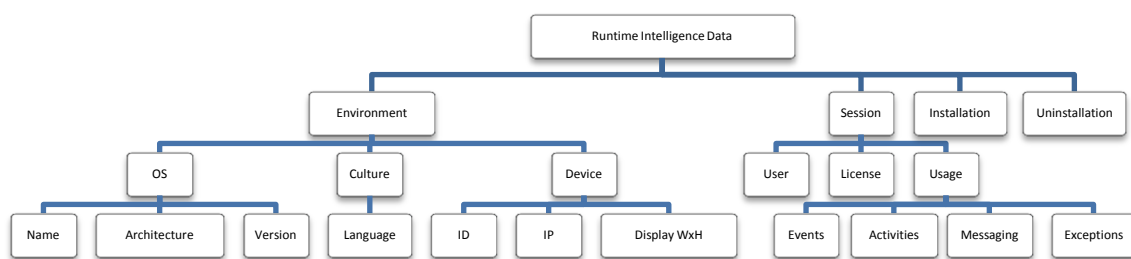 Runtime Intelligence Data
Environment
Session
Installation
Uninstallation
OS
Culture
Device
User
License
Usage
Name
Architecture
Version
Language
ID
IP
Display WxH
Events
Activities
Messaging
Exceptions